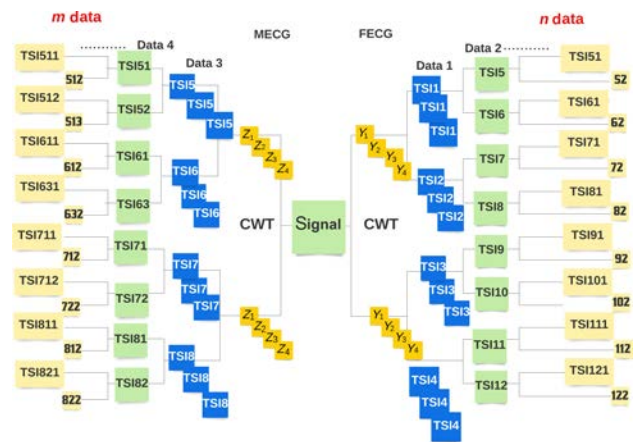 m data
n data
MECG
FECG
Data 4
Data 3
Data 1
Data 2
TSI511
512
TSI512
513
TSI611
612
TSI631
632
TSI711
712
TSI712
722
TSI811
812
TSI821
822
TSI51
TSI52
TSI61
TSI63
TSI71
TSI72
TSI81
TSI82
TSI5
TSI5
TSI5
TSI6
TSI6
TSI6
TSI7
TSI7
TSI7
TSI8
TSI8
TSI8
Z1
Z2
Z3
Z4
Z1
Z2
Z3
Z4
CWT
Signal
CWT
Y1
Y2
Y3
Y4
Y1
Y2
Y3
Y4
TSI1
TSI1
TSI1
TSI2
TSI2
TSI2
TSI3
TSI3
TSI3
TSI4
TSI4
TSI4
TSI5
TSI6
TSI7
TSI8
TSI9
TSI10
TSI11
TSI12
TSI51
52
TSI61
62
TSI71
72
TSI81
82
TSI91
92
TSI101
102
TSI111
112
TSI121
122